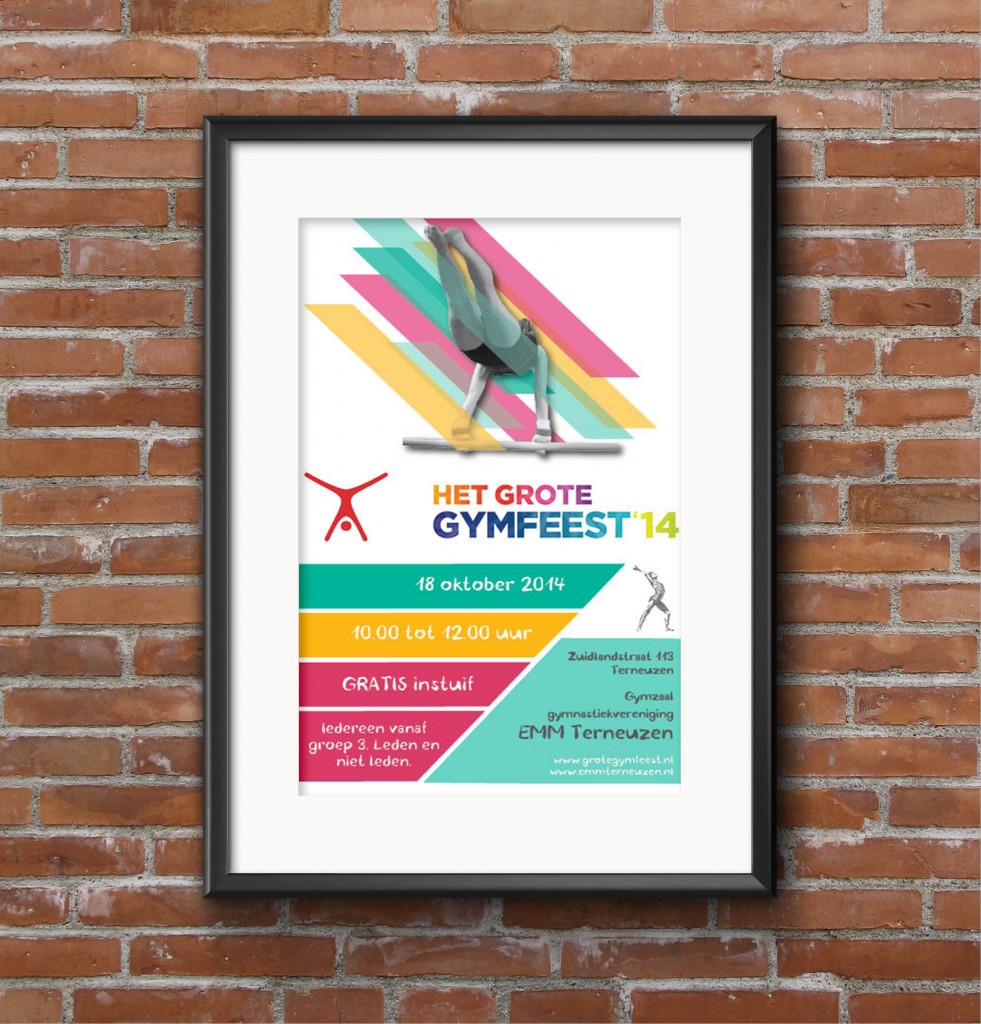 HET GROTE
GYMFEEST '14
18 oktober 2014
10.00 tot 12.00 uur
GRATIS instuif
Iedereen vanaf
groep 3. Leden en
niet leden.
Zuidlandstraat 113
Terneuzen
Gymzaal
gymnastiekvereniging
EMM Terneuzen
www.grotegymfeest.nl
www.emmterneuzen.nl